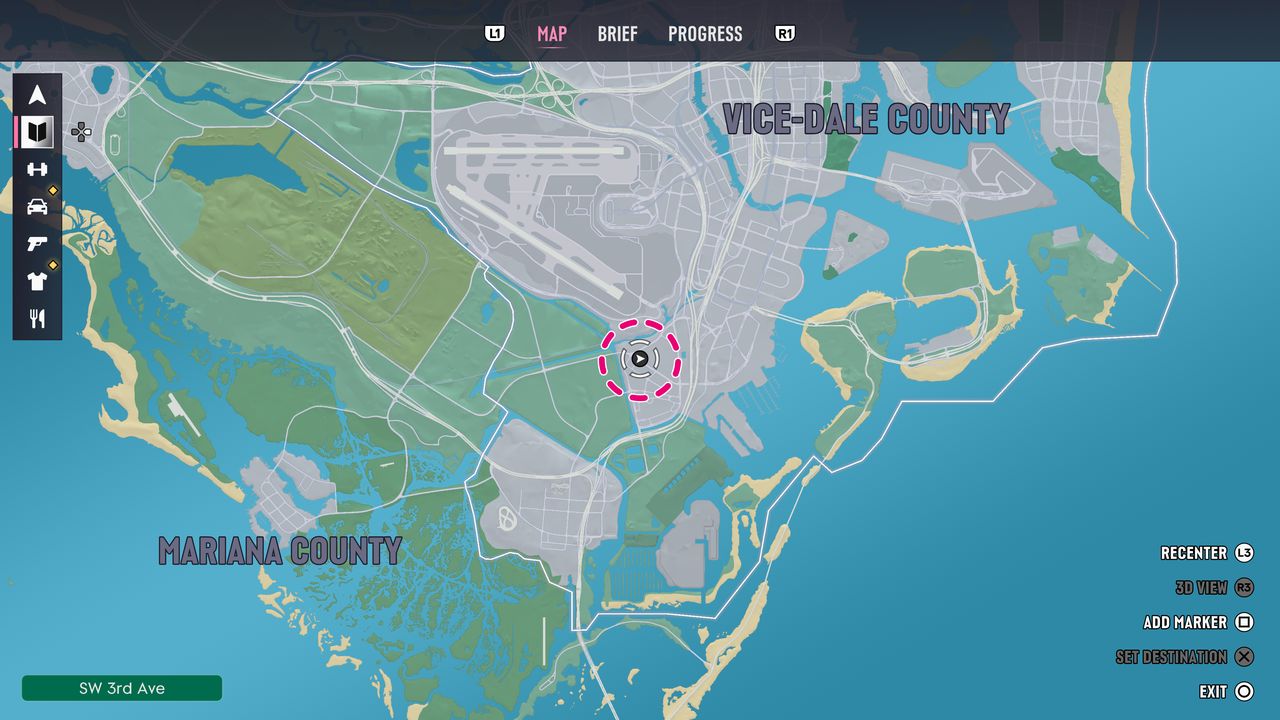 L1 MAP BRIEF PROGRESS R1
VICE-DALE COUNTY
MARIANA COUNTY
RECENTER L3
3D VIEW R3
ADD MARKER
SET DESTINATION
EXIT
SW 3rd Ave